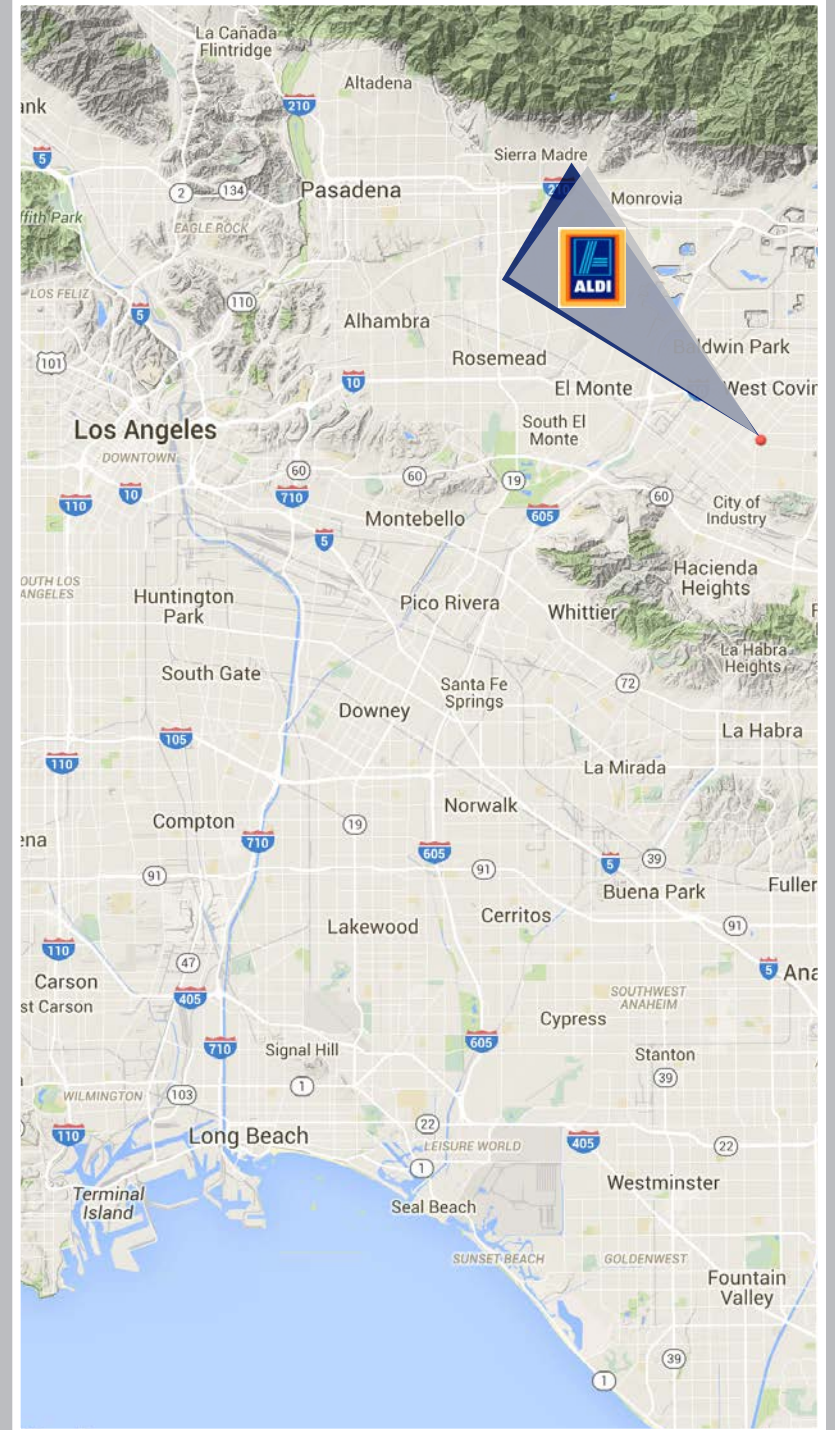 La Cañada
Flintridge
Altadena
ank
210
5
Sierra Madre
2
134
Pasadena
Monrovia
ffith Park
EAGLE ROCK
ALDI
LOS FELIZ
110
5
Alhambra
101
Rosemead
Baldwin Park
10
El Monte
West Covin
Los Angeles
South El
Monte
DOWNTOWN
60
60
19
710
60
110
10
605
City of
Industry
Montebello
5
OUTH LOS
ANGELES
Hacienda
Heights
Huntington
Park
Pico Rivera
Whittier
La Habra
Heights
South Gate
Santa Fe
Springs
72
Downey
La Habra
105
110
La Mirada
Norwalk
Compton
19
ena
710
605
5
39
91
91
Buena Park
Fuller
Lakewood
Cerritos
91
110
47
5
Ana
Carson
405
st Carson
SOUTHWEST
ANAHEIM
Cypress
710
Signal Hill
605
Stanton
39
1
WILMINGTON
103
22
110
Long Beach
405
LEISURE WORLD
22
1
Terminal
Island
Westminster
Seal Beach
SUNSET BEACH
GOLDENWEST
Fountain
Valley
39
1